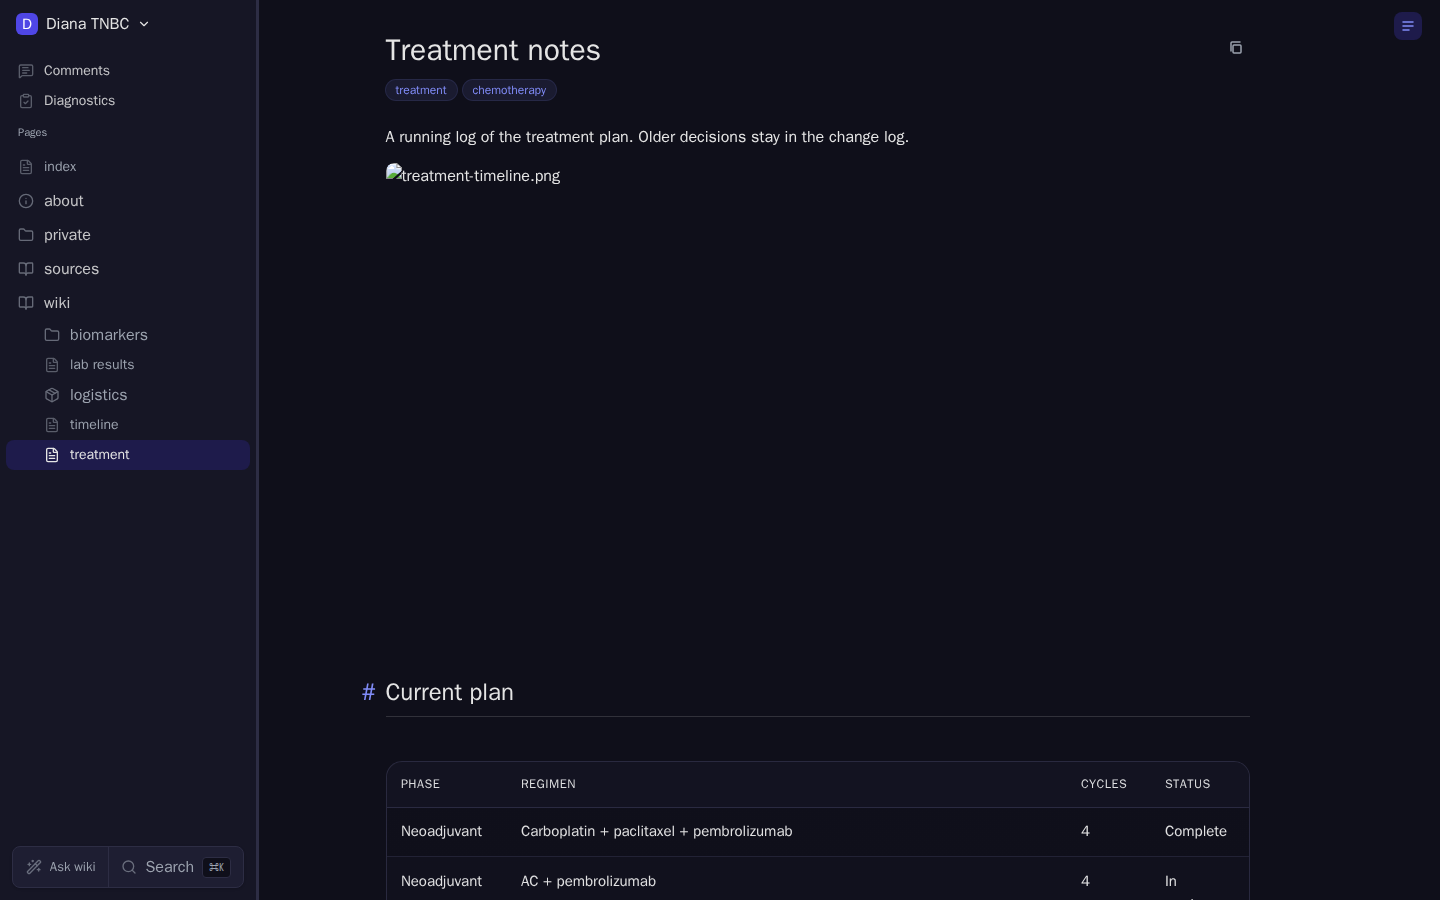 D Diana TNBC
Comments
Diagnostics
Pages
index
about
private
sources
wiki
biomarkers
lab results
logistics
timeline
treatment
Ask wiki
Search ⌘K
Treatment notes
treatment chemotherapy
A running log of the treatment plan. Older decisions stay in the change log.
treatment-timeline.png
# Current plan
PHASE REGIMEN CYCLES STATUS
Neoadjuvant Carboplatin + paclitaxel + pembrolizumab 4 Complete
Neoadjuvant AC + pembrolizumab 4 In